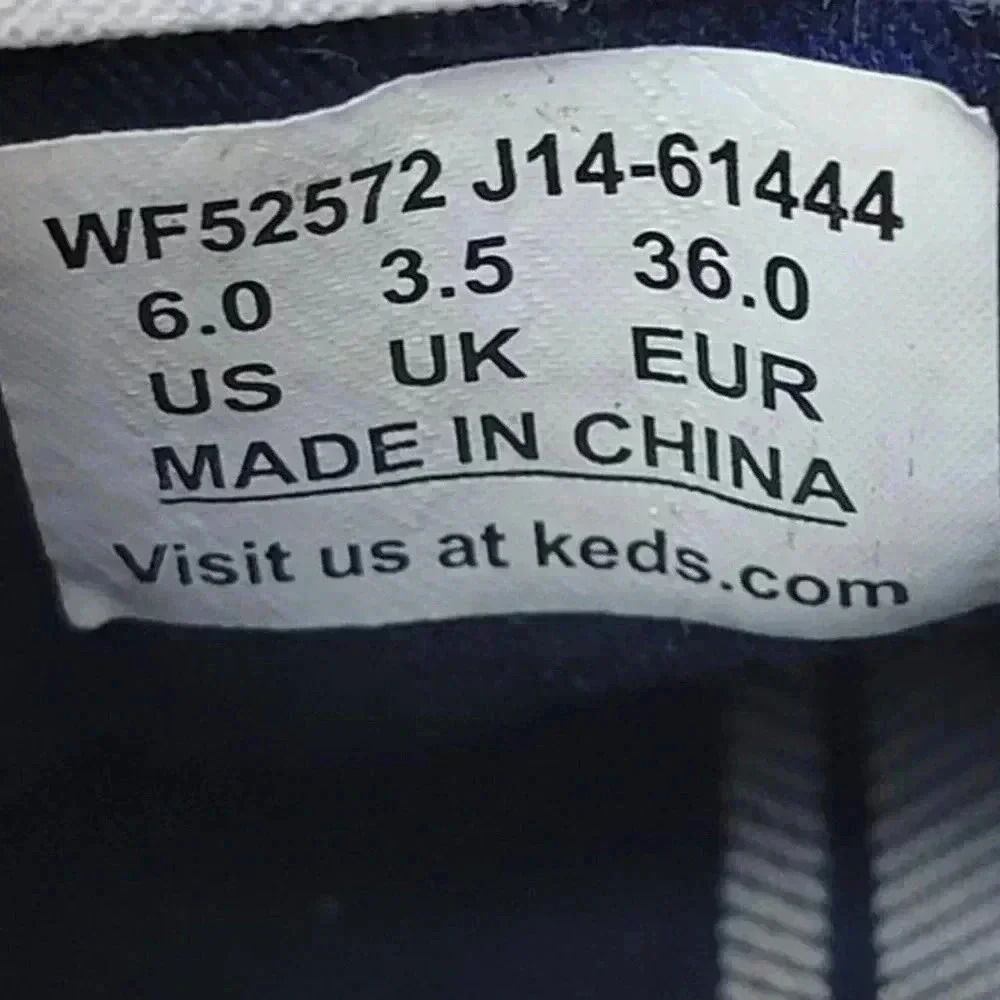 WF52572 J14-61444
6.0 3.5 36.0
US UK EUR
MADE IN CHINA
Visit us at keds.com